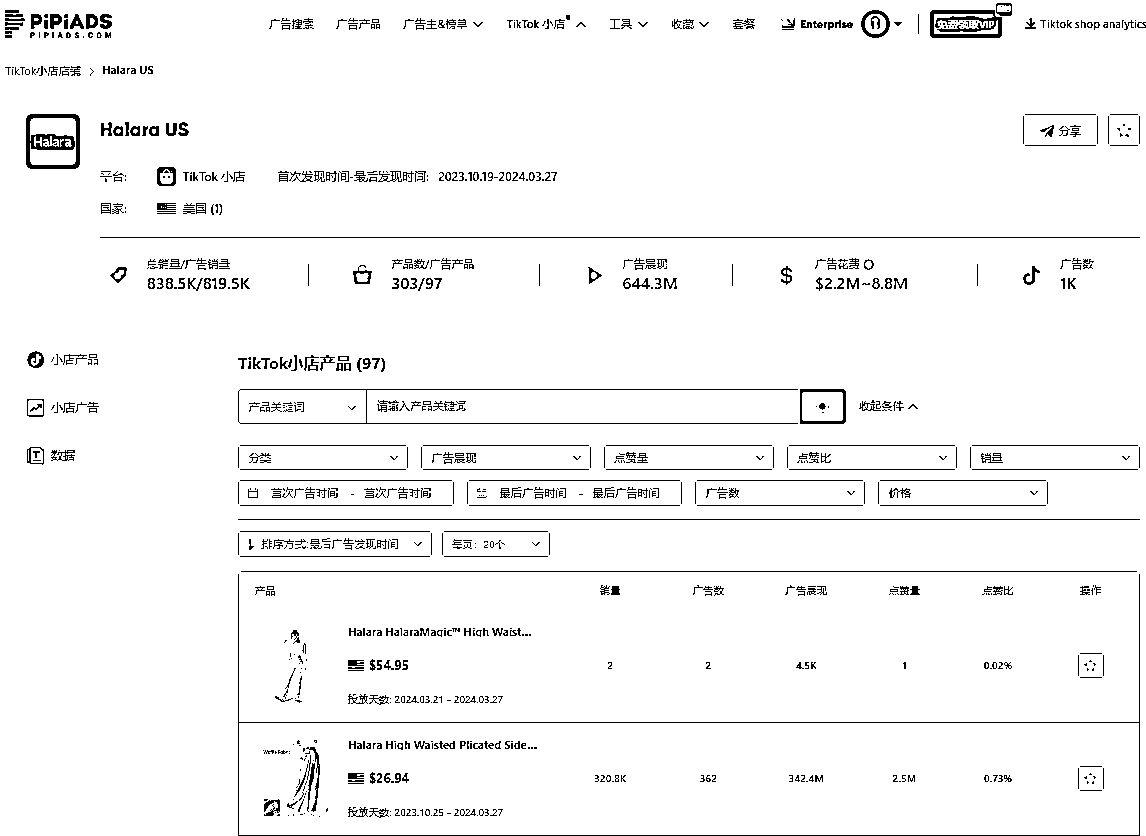 PiPiADS
PIPIADS.COM
广告搜索 广告产品 广告主&榜单 TikTok 小店 工具 收藏 套餐 Enterprise 免费领取VIP Tiktok shop analytics
TikTok小店店铺 > Halara US
Halara
Halara US
分享
平台: TikTok 小店 首次发现时间-最后发现时间: 2023.10.19-2024.03.27
国家: 美国 (1)
总销量/广告销量 产品数/广告产品 广告展现 广告花费 广告数
838.5K/819.5K 303/97 644.3M $2.2M~8.8M 1K
小店产品
小店广告
数据
TikTok小店产品 (97)
产品关键词 请输入产品关键词 收起条件
分类 广告展现 点赞量 点赞比 销量
首次广告时间 - 首次广告时间 最后广告时间 - 最后广告时间 广告数 价格
排序方式:最后广告发现时间 每页: 20个
产品 销量 广告数 广告展现 点赞量 点赞比 操作
Halara HalaraMagic™ High Waist...
$54.95 2 2 4.5K 1 0.02%
投放天数: 2024.03.21 - 2024.03.27
Halara High Waisted Plicated Side...
$26.94 320.8K 362 342.4M 2.5M 0.73%
投放天数: 2023.10.25 - 2024.03.27